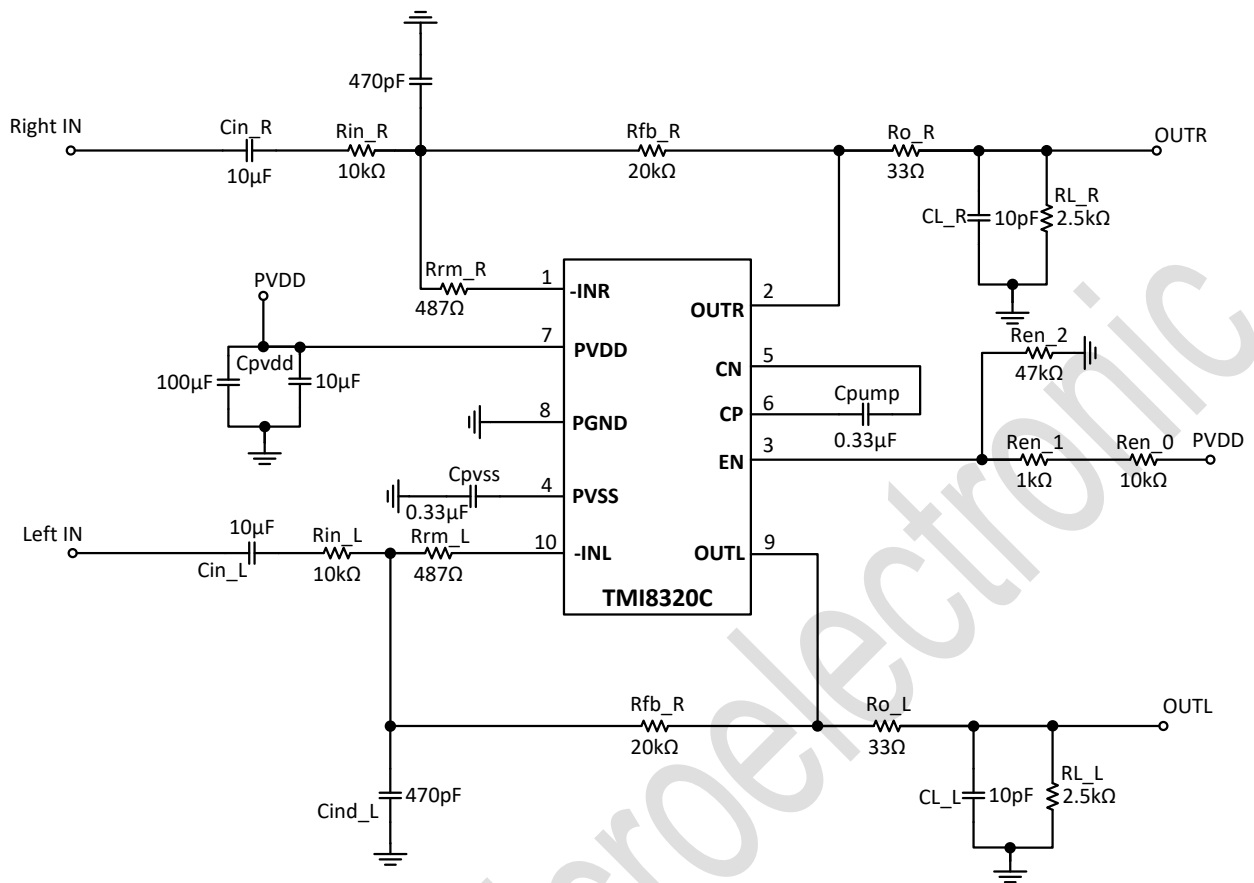 470pF
Right IN
Cin_R
10µF
Rin_R
10kΩ
Rfb_R
20kΩ
Ro_R
33Ω
OUTR
CL_R
10pF
RL_R
2.5kΩ
Rrm_R
487Ω
1
-INR
OUTR
2
PVDD
7
PVDD
Cpvdd
100µF
10µF
CN
5
Ren_2
47kΩ
8
PGND
CP
6
Cpump
0.33µF
EN
3
Ren_1
1kΩ
Ren_0
10kΩ
PVDD
Cpvss
0.33µF
4
PVSS
Left IN
10µF
Cin_L
Rin_L
10kΩ
Rrm_L
487Ω
10
-INL
OUTL
9
TMI8320C
Rfb_R
20kΩ
Ro_L
33Ω
OUTL
Cind_L
470pF
CL_L
10pF
RL_L
2.5kΩ
roelectronic